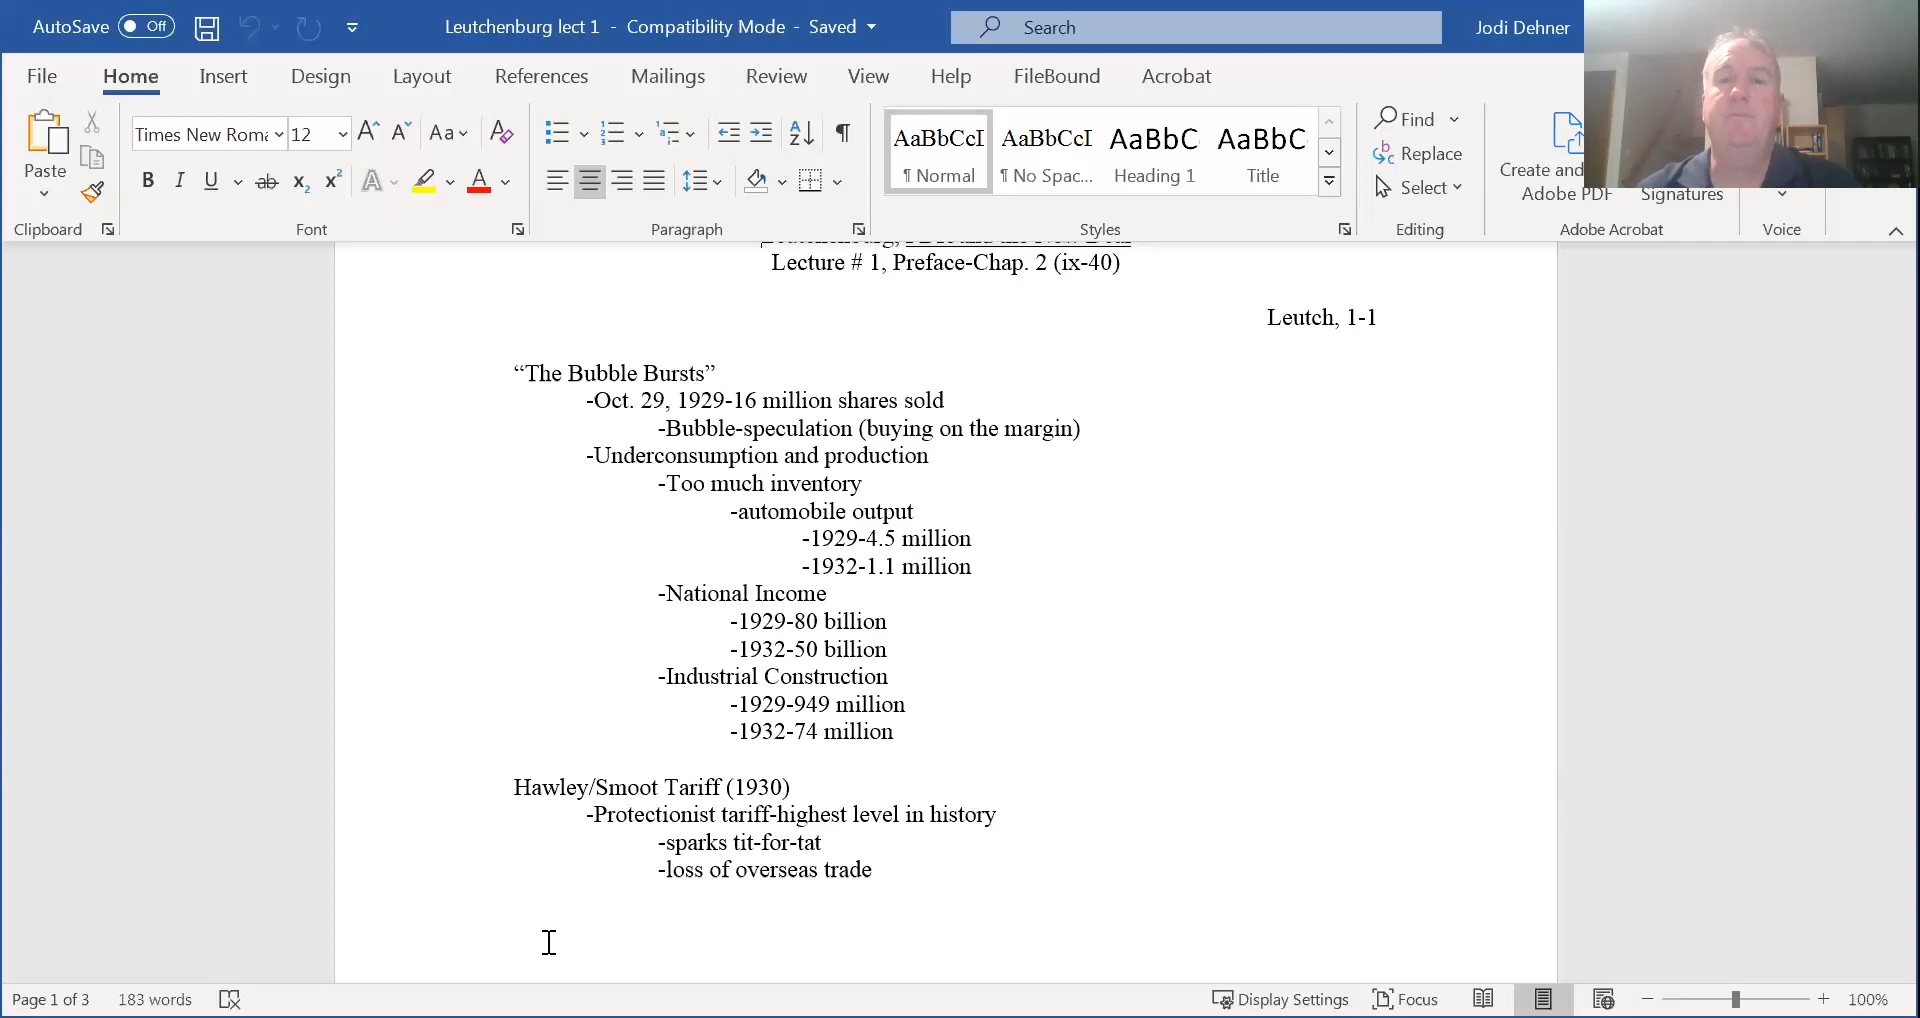 AutoSave Off Leutchenburg lect 1 - Compatibility Mode - Saved Search Jodi Dehner
File Home Insert Design Layout References Mailings Review View Help FileBound Acrobat
Paste
Clipboard
Times New Roma 12 Aa
B I U ab x2 x2 A A
Font
Paragraph
AaBbCcI AaBbCcI AaBbC AaBbC
¶ Normal ¶ No Spac... Heading 1 Title
Styles
Find
Replace
Select
Editing
Create and
Adobe PDF Signatures
Adobe Acrobat
Voice
Lecture # 1, Preface-Chap. 2 (ix-40)
Leutch, 1-1
“The Bubble Bursts”
-Oct. 29, 1929-16 million shares sold
-Bubble-speculation (buying on the margin)
-Underconsumption and production
-Too much inventory
-automobile output
-1929-4.5 million
-1932-1.1 million
-National Income
-1929-80 billion
-1932-50 billion
-Industrial Construction
-1929-949 million
-1932-74 million
Hawley/Smoot Tariff (1930)
-Protectionist tariff-highest level in history
-sparks tit-for-tat
-loss of overseas trade
Page 1 of 3 183 words Display Settings Focus 100%